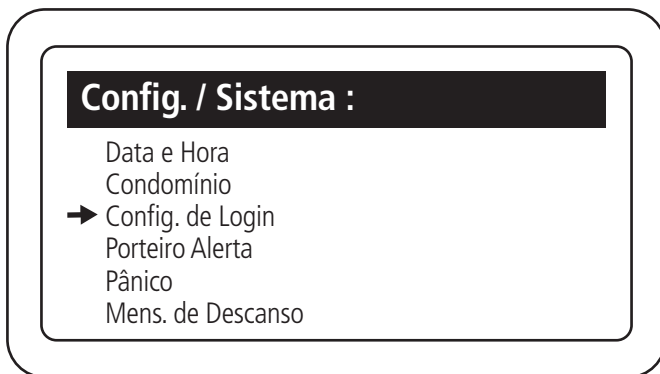 Config. / Sistema :
Data e Hora
Condomínio
Config. de Login
Porteiro Alerta
Pânico
Mens. de Descanso